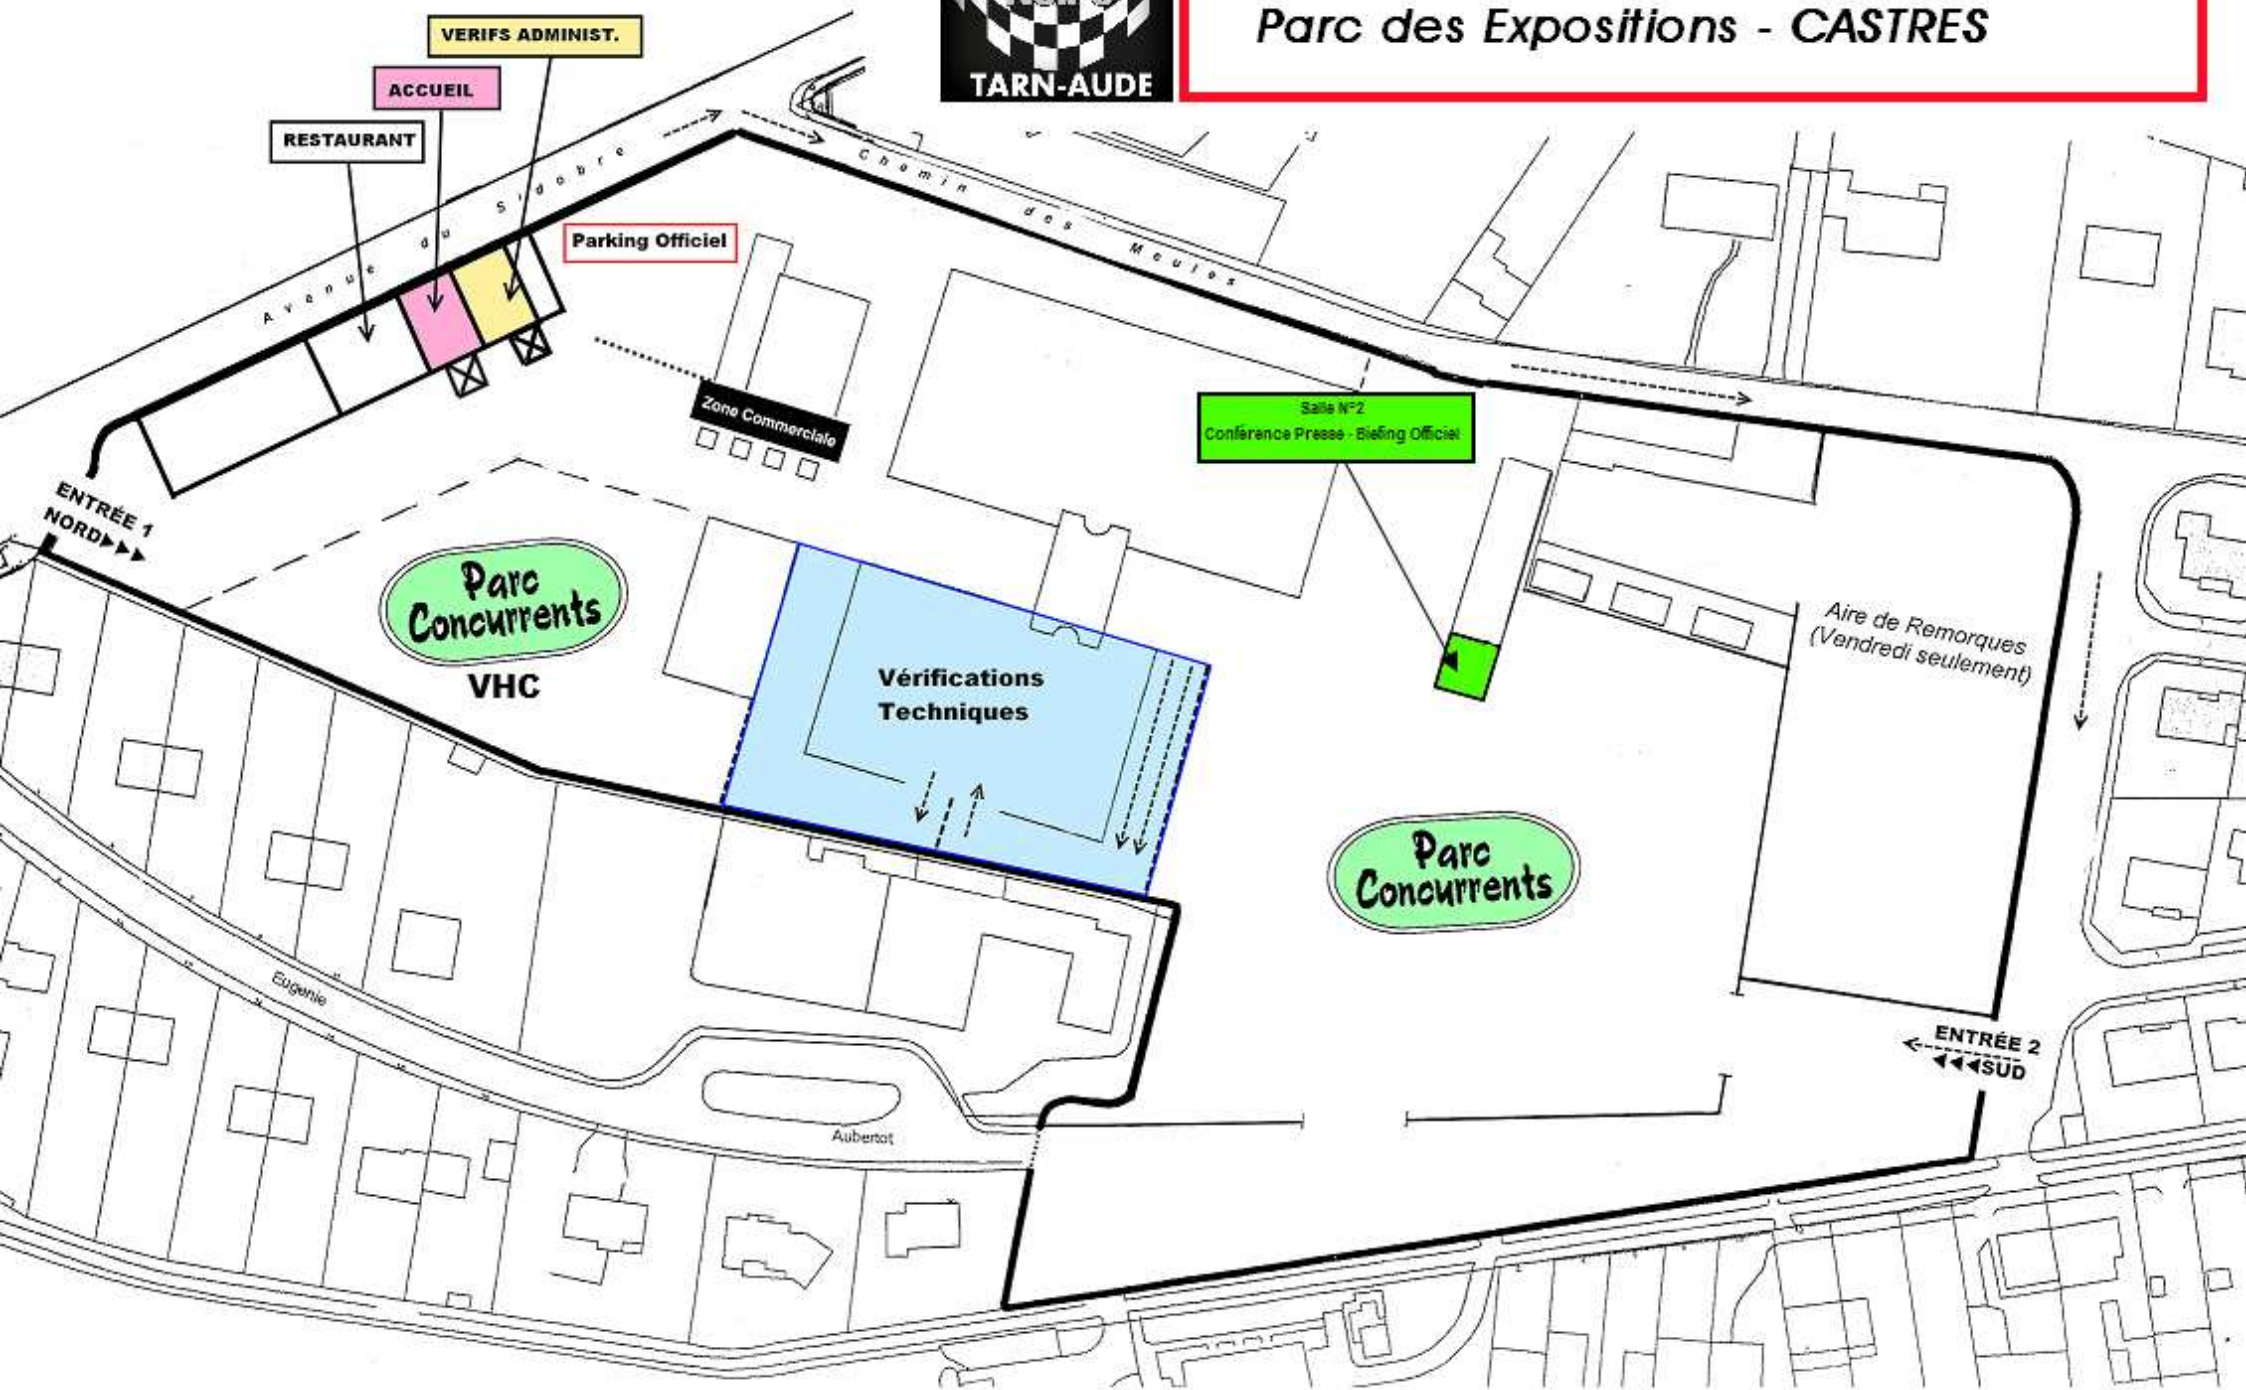 Parc des Expositions - CASTRES
TARN-AUDE
VERIFS ADMINIST.
ACCUEIL
RESTAURANT
Avenue du Sidobre
Chemin des Meules
Parking Officiel
Zone Commerciale
Salle N°2
Conférence Presse - Biefing Officiel
ENTRÉE 1
NORD
Parc
Concurrents
VHC
Vérifications
Techniques
Aire de Remorques
(Vendredi seulement)
Parc
Concurrents
Eugenie
Aubertot
ENTRÉE 2
SUD